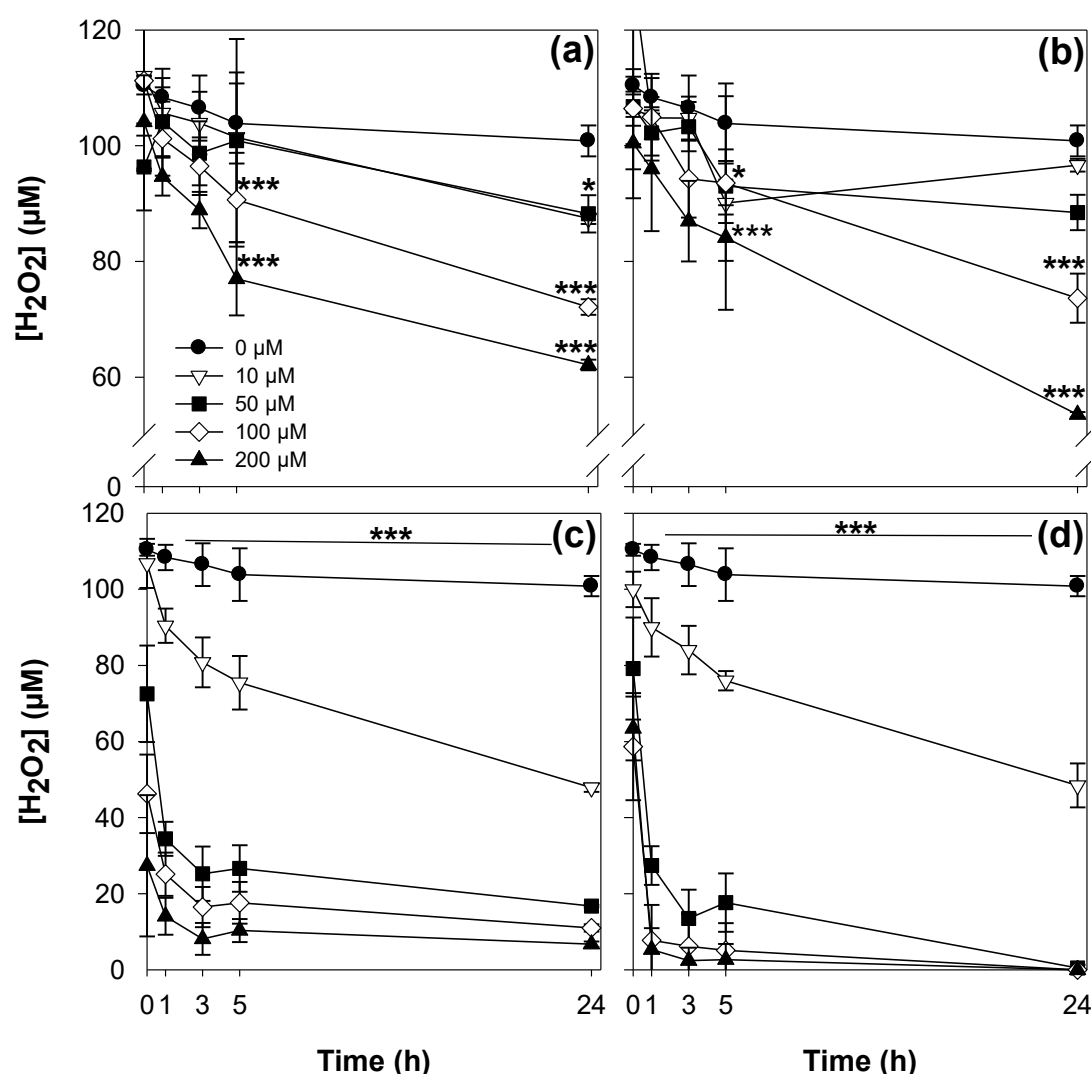 120
100
80
60
0
[H₂O₂] (µM)
(a)
***
***
*
***
***
0 µM
10 µM
50 µM
100 µM
200 µM
(b)
*
***
***
***
120
100
80
60
40
20
0
[H₂O₂] (µM)
***
(c)
0 1 3 5 24
Time (h)
***
(d)
0 1 3 5 24
Time (h)